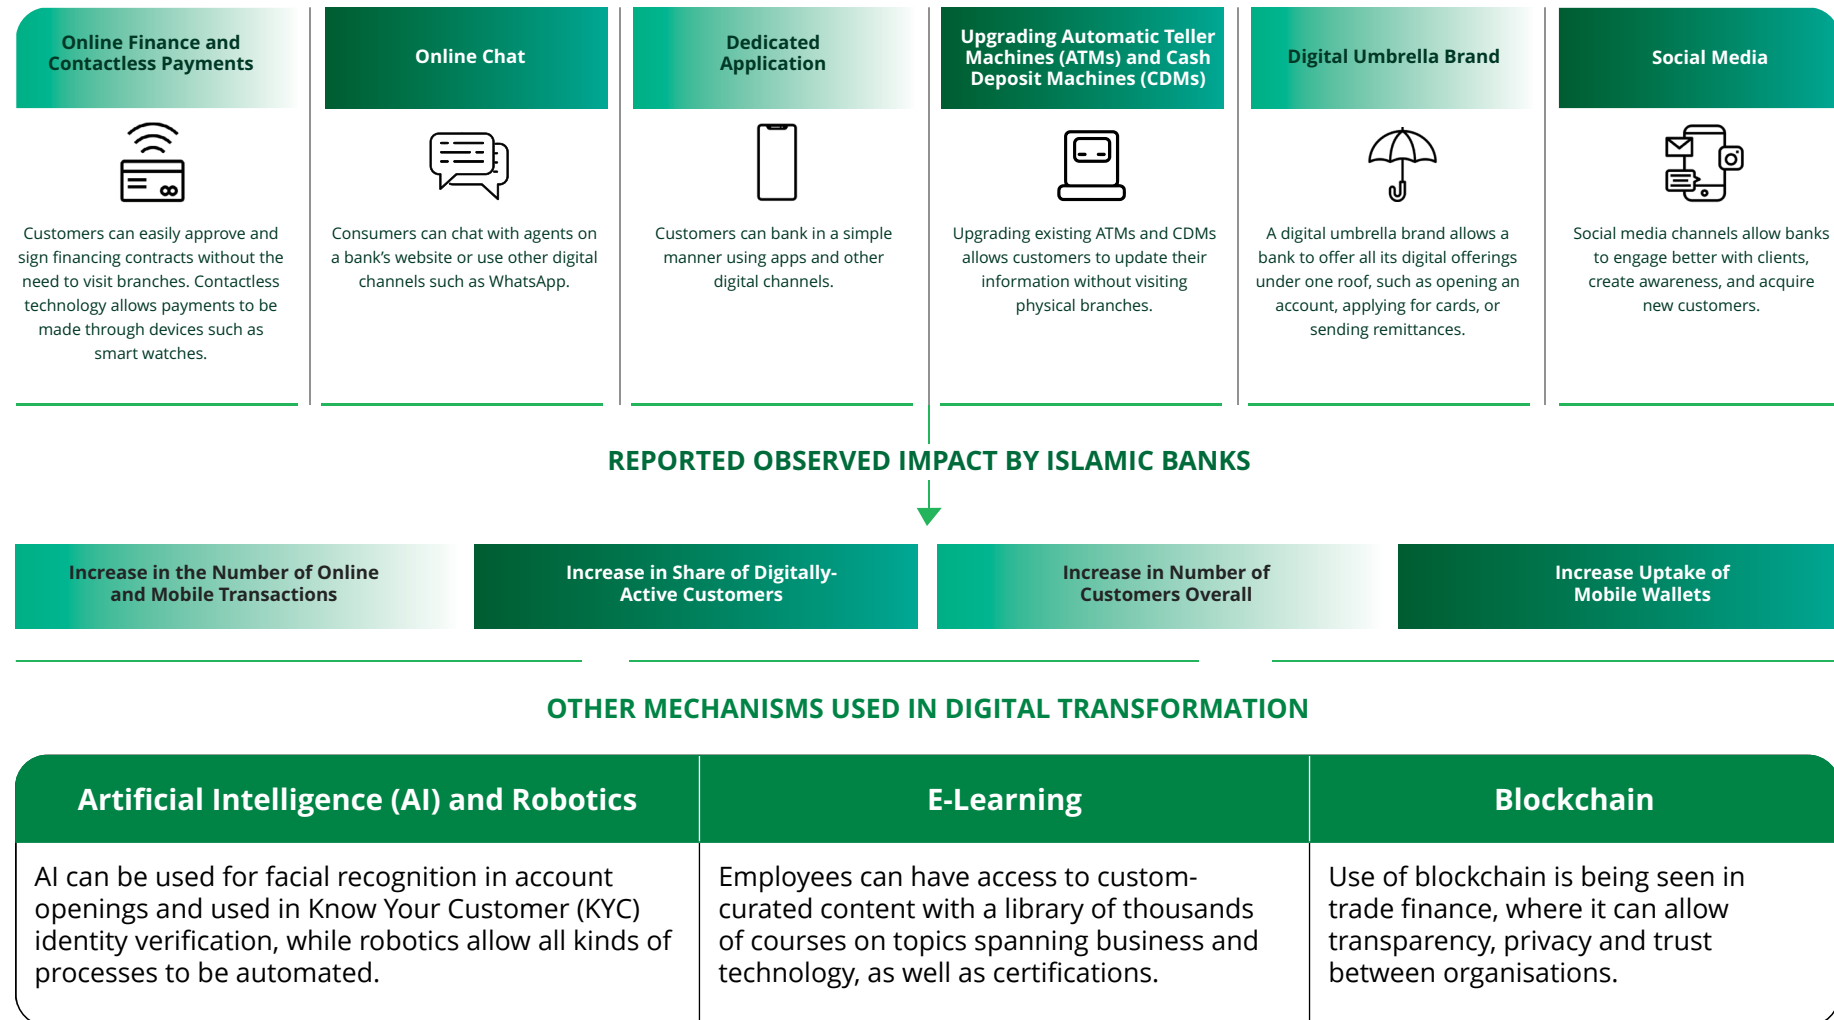 Online Finance and
Contactless Payments
Online Chat
Dedicated
Application
Upgrading Automatic Teller
Machines (ATMs) and Cash
Deposit Machines (CDMs)
Digital Umbrella Brand
Social Media
Customers can easily approve and
sign financing contracts without the
need to visit branches. Contactless
technology allows payments to be
made through devices such as
smart watches.
Consumers can chat with agents on
a bank’s website or use other digital
channels such as WhatsApp.
Customers can bank in a simple
manner using apps and other
digital channels.
Upgrading existing ATMs and CDMs
allows customers to update their
information without visiting
physical branches.
A digital umbrella brand allows a
bank to offer all its digital offerings
under one roof, such as opening an
account, applying for cards, or
sending remittances.
Social media channels allow banks
to engage better with clients,
create awareness, and acquire
new customers.
REPORTED OBSERVED IMPACT BY ISLAMIC BANKS
Increase in the Number of Online
and Mobile Transactions
Increase in Share of Digitally-
Active Customers
Increase in Number of
Customers Overall
Increase Uptake of
Mobile Wallets
OTHER MECHANISMS USED IN DIGITAL TRANSFORMATION
Artificial Intelligence (AI) and Robotics
E-Learning
Blockchain
AI can be used for facial recognition in account
openings and used in Know Your Customer (KYC)
identity verification, while robotics allow all kinds of
processes to be automated.
Employees can have access to custom-
curated content with a library of thousands
of courses on topics spanning business and
technology, as well as certifications.
Use of blockchain is being seen in
trade finance, where it can allow
transparency, privacy and trust
between organisations.